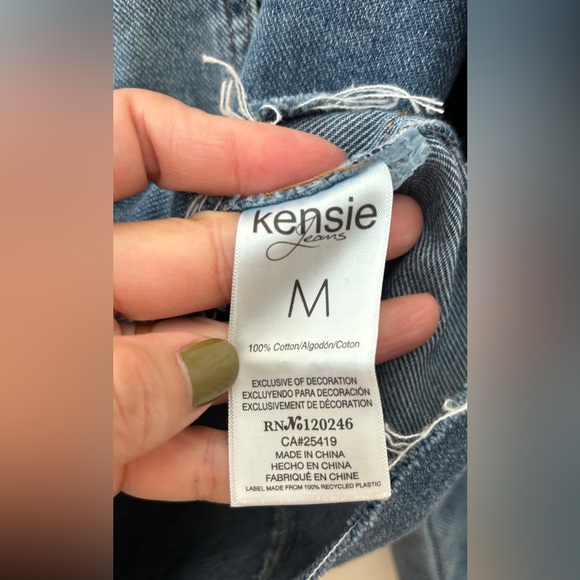 kensie
Jeans
M
100% Cotton/Algodón/Coton
EXCLUSIVE OF DECORATION
EXCLUYENDO PARA DECORACIÓN
EXCLUSIVEMENT DE DÉCORATION
RN№120246
CA#25419
MADE IN CHINA
HECHO EN CHINA
FABRIQUÉ EN CHINE
LABEL MADE FROM 100% RECYCLED PLASTIC